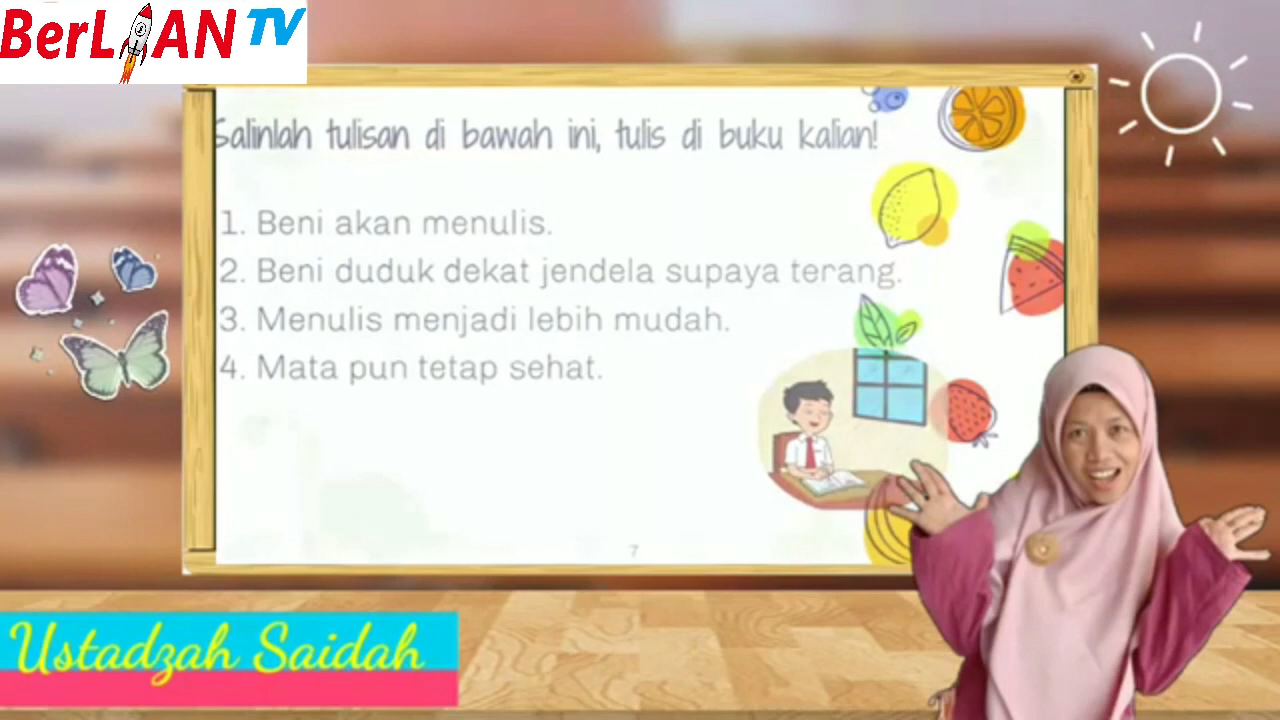 BerLIAN TV
Salinlah tulisan di bawah ini, tulis di buku kalian!
1. Beni akan menulis.
2. Beni duduk dekat jendela supaya terang.
3. Menulis menjadi lebih mudah.
4. Mata pun tetap sehat.
7
Ustadzah Saidah